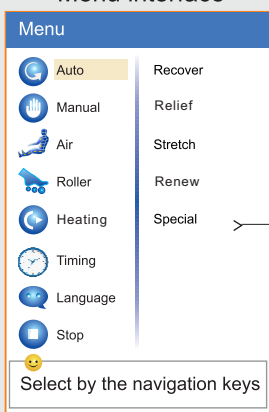 Menu Interface
Menu
Auto
Manual
Air
Roller
Heating
Timing
Language
Stop
Recover
Relief
Stretch
Renew
Special
Select by the navigation keys